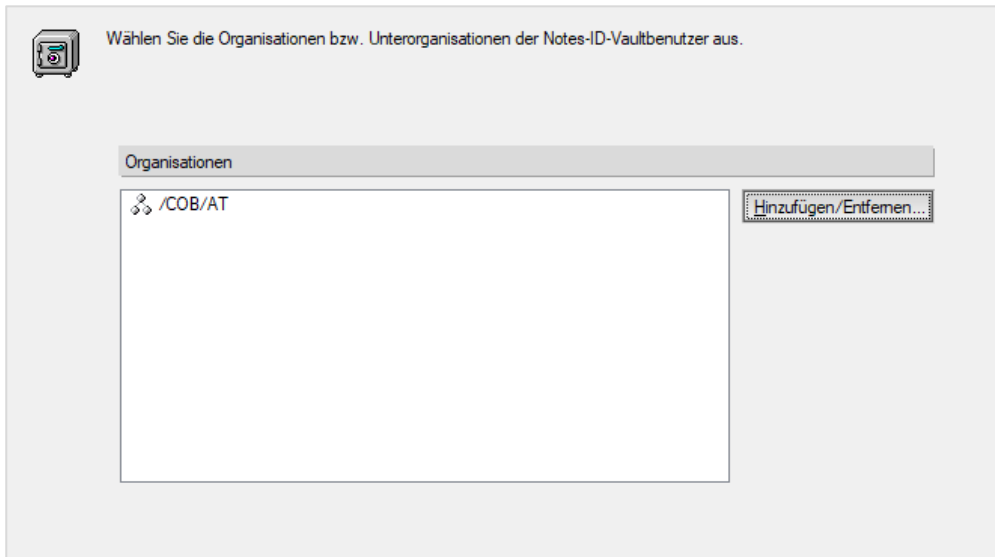 Wählen Sie die Organisationen bzw. Unterorganisationen der Notes-ID-Vaultbenutzer aus.
Organisationen
/COB/AT
Hinzufügen/Entfernen...